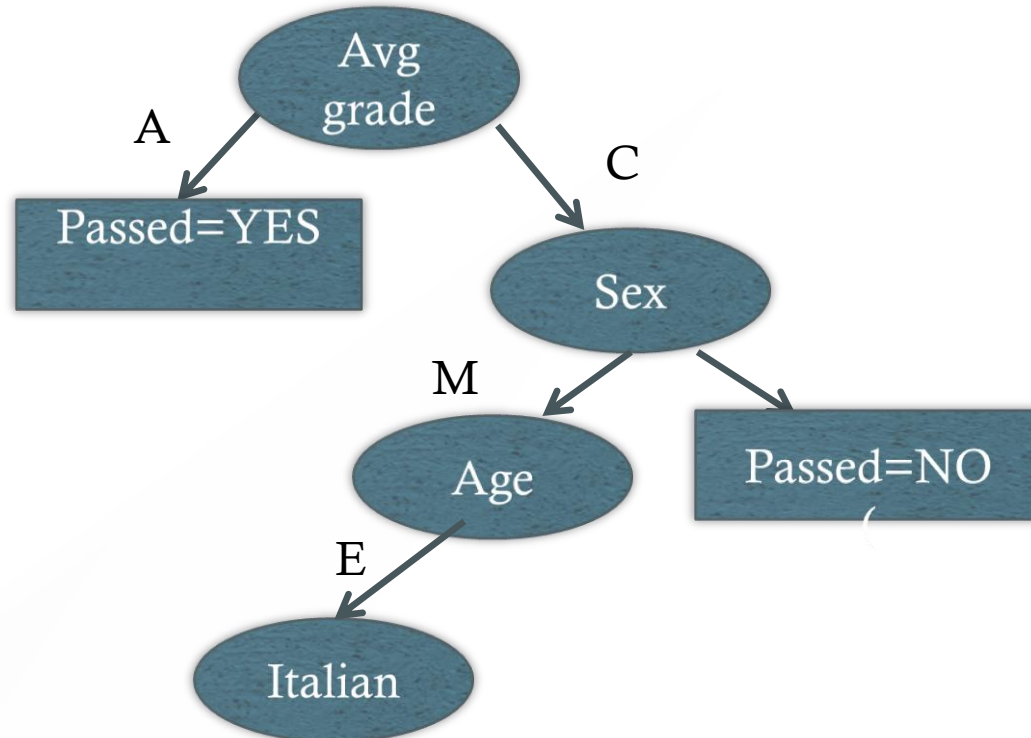 Avg
grade
A
C
Passed=YES
Sex
M
Passed=NO
(
Age
E
Italian